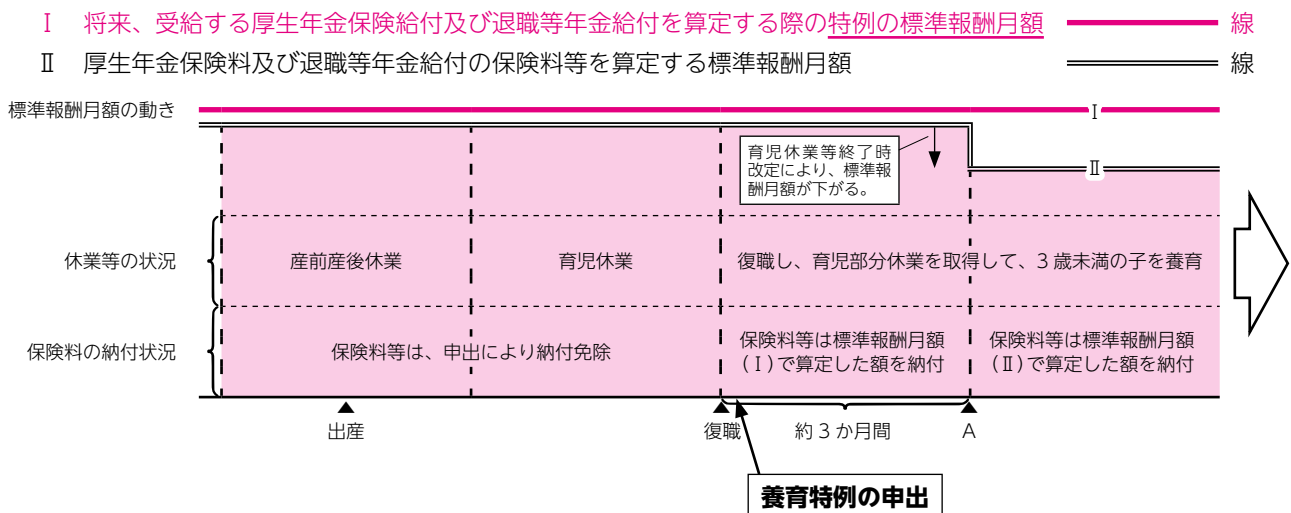 Ⅰ 将来、受給する厚生年金保険給付及び退職等年金給付を算定する際の特例の標準報酬月額 線
Ⅱ 厚生年金保険料及び退職等年金給付の保険料等を算定する標準報酬月額 線
標準報酬月額の動き
Ⅰ
育児休業等終了時
改定により、標準報
酬月額が下がる。
Ⅱ
休業等の状況
産前産後休業
育児休業
復職し、育児部分休業を取得して、3歳未満の子を養育
保険料の納付状況
保険料等は、申出により納付免除
保険料等は標準報酬月額
(Ⅰ)で算定した額を納付
保険料等は標準報酬月額
(Ⅱ)で算定した額を納付
出産
復職
約3か月間
A
養育特例の申出